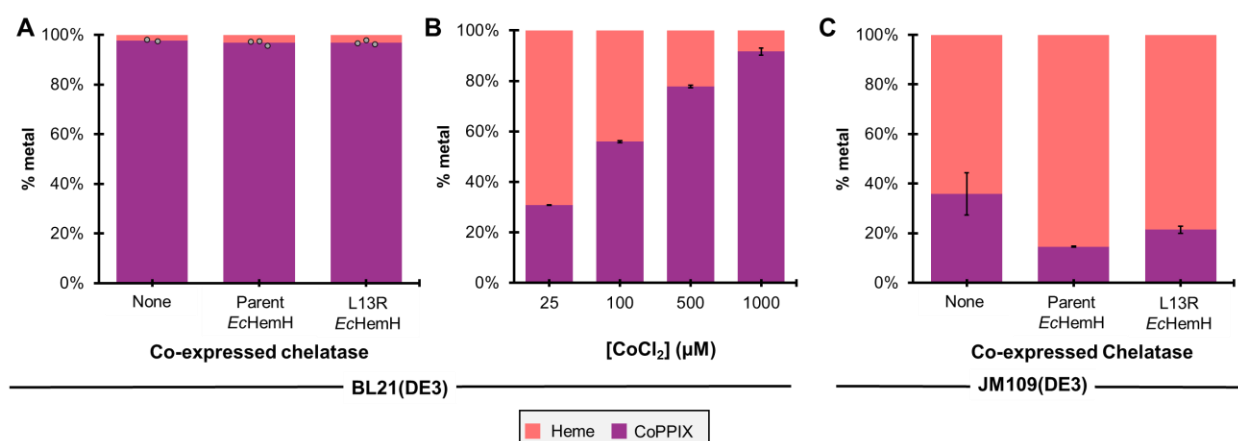 A
B
C
100%
80%
60%
40%
20%
0%
% metal
None
Parent
EcHemH
L13R
EcHemH
Co-expressed chelatase
100%
80%
60%
40%
20%
0%
% metal
25
100
500
1000
[CoCl₂] (µM)
BL21(DE3)
100%
80%
60%
40%
20%
0%
% metal
None
Parent
EcHemH
L13R
EcHemH
Co-expressed Chelatase
JM109(DE3)
Heme
CoPPIX